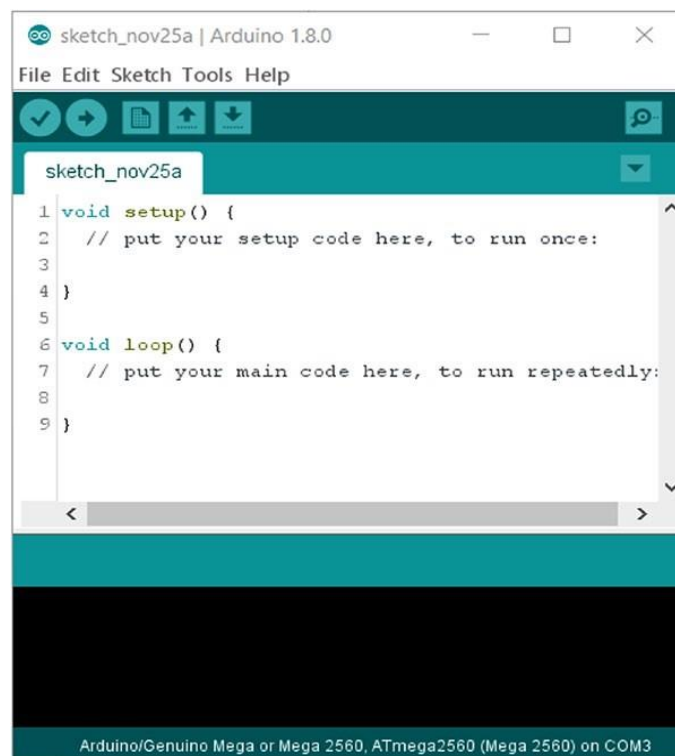 sketch_nov25a | Arduino 1.8.0
File Edit Sketch Tools Help
sketch_nov25a
1 void setup() {
2   // put your setup code here, to run once:
3
4 }
5
6 void loop() {
7   // put your main code here, to run repeatedly:
8
9 }
Arduino/Genuino Mega or Mega 2560, ATmega2560 (Mega 2560) on COM3